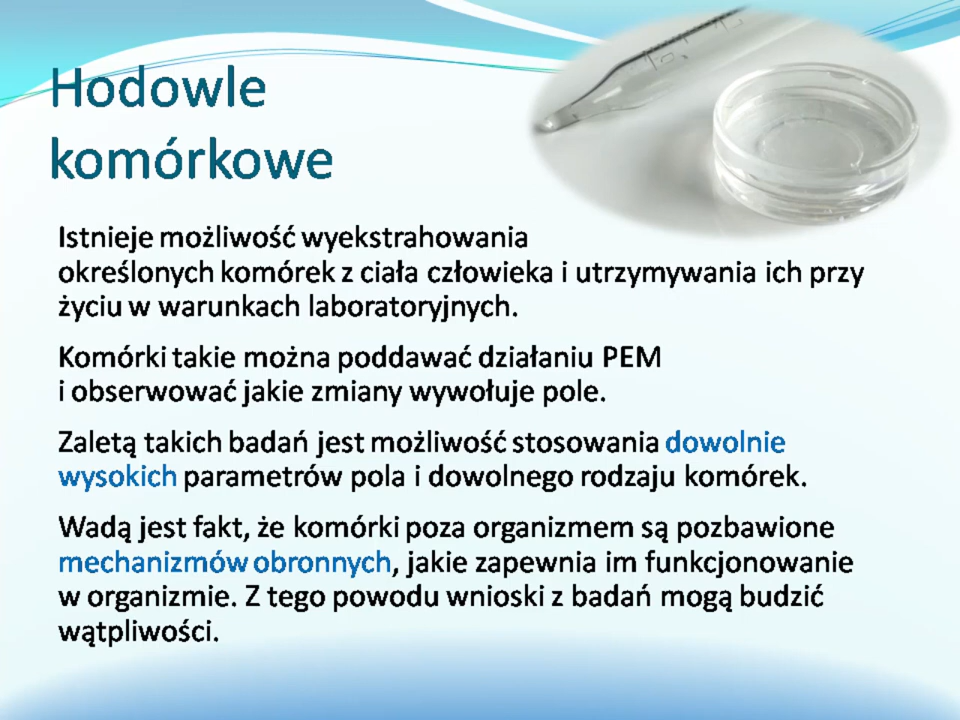 Hodowle
komórkowe
Istnieje możliwość wyekstrahowania
określonych komórek z ciała człowieka i utrzymywania ich przy
życiu w warunkach laboratoryjnych.
Komórki takie można poddawać działaniu PEM
i obserwować jakie zmiany wywołuje pole.
Zaletą takich badań jest możliwość stosowania dowolnie
wysokich parametrów pola i dowolnego rodzaju komórek.
Wadą jest fakt, że komórki poza organizmem są pozbawione
mechanizmów obronnych, jakie zapewnia im funkcjonowanie
w organizmie. Z tego powodu wnioski z badań mogą budzić
wątpliwości.